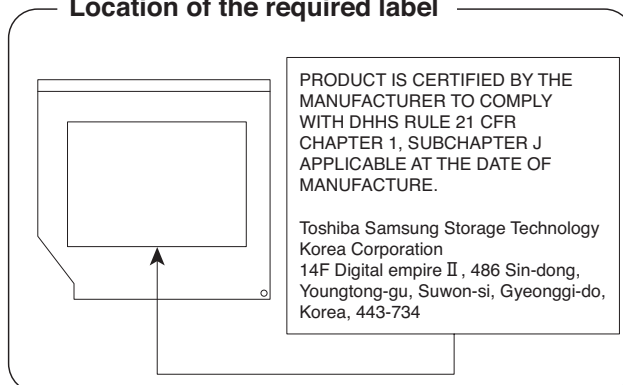 Location of the required label
PRODUCT IS CERTIFIED BY THE
MANUFACTURER TO COMPLY
WITH DHHS RULE 21 CFR
CHAPTER 1, SUBCHAPTER J
APPLICABLE AT THE DATE OF
MANUFACTURE.
Toshiba Samsung Storage Technology
Korea Corporation
14F Digital empire Ⅱ, 486 Sin-dong,
Youngtong-gu, Suwon-si, Gyeonggi-do,
Korea, 443-734